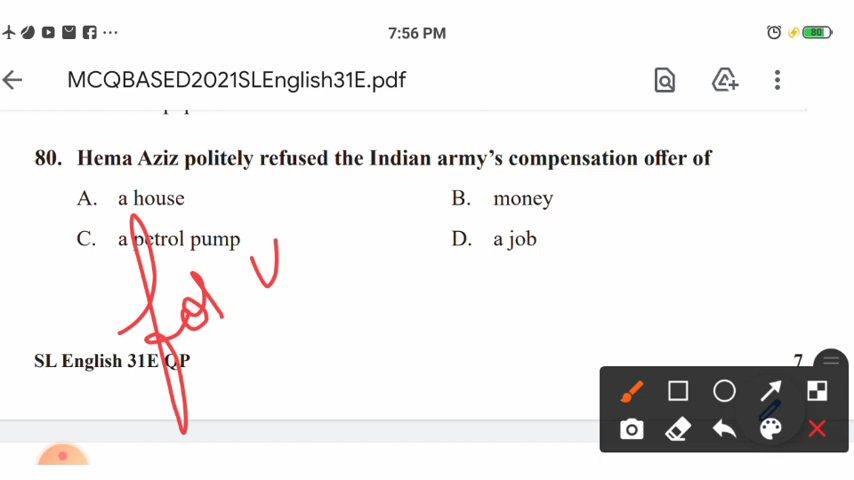 7:56 PM
80
MCQBASED2021SLEnglish31E.pdf
80. Hema Aziz politely refused the Indian army's compensation offer of
A. a house
B. money
C. a petrol pump
D. a job
for
SL English 31E QP
7